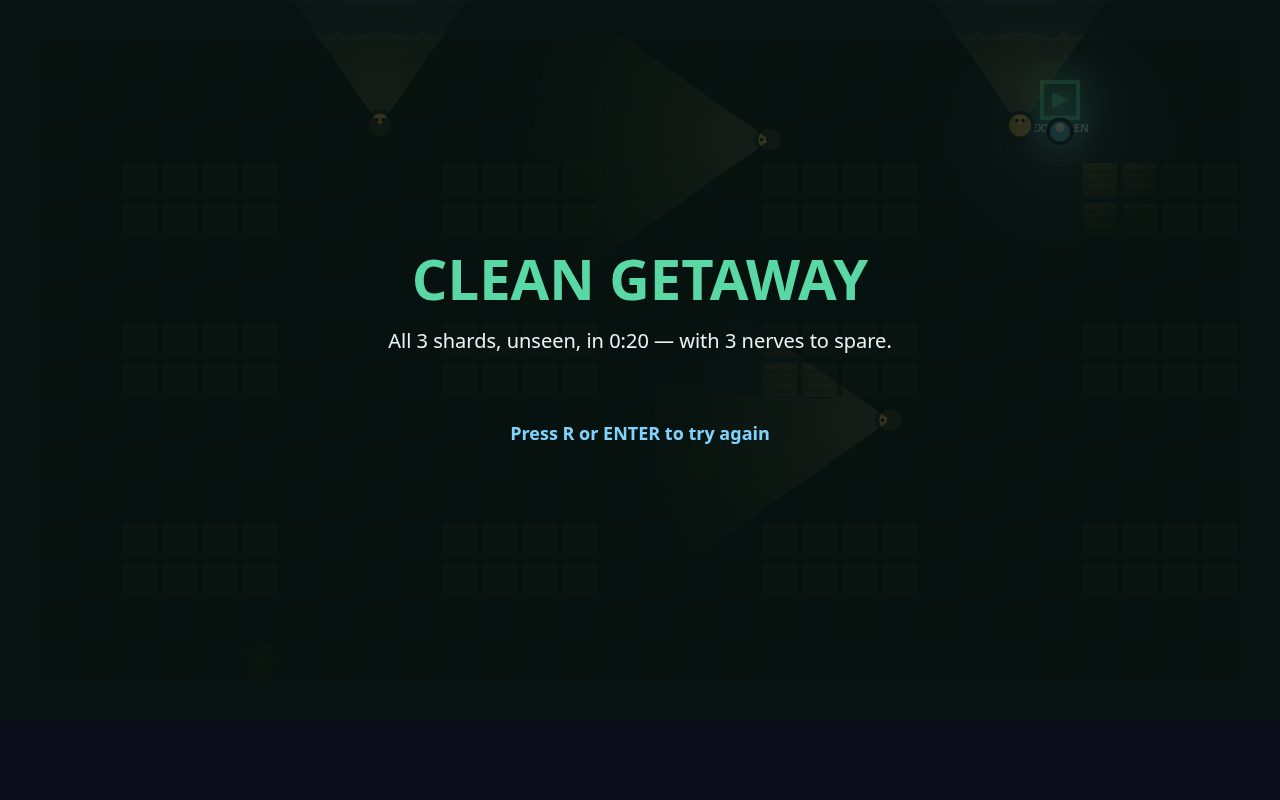 CLEAN GETAWAY
All 3 shards, unseen, in 0:20 — with 3 nerves to spare.
Press R or ENTER to try again